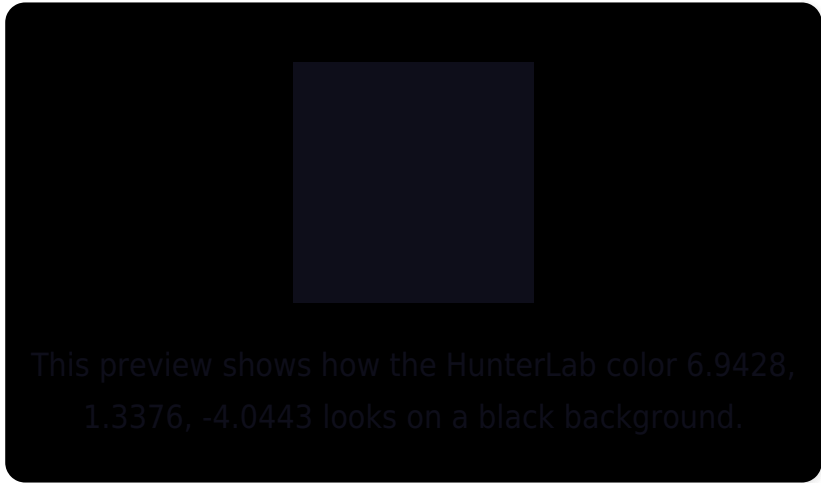 This preview shows how the HunterLab color 6.9428,
1.3376, -4.0443 looks on a black background.